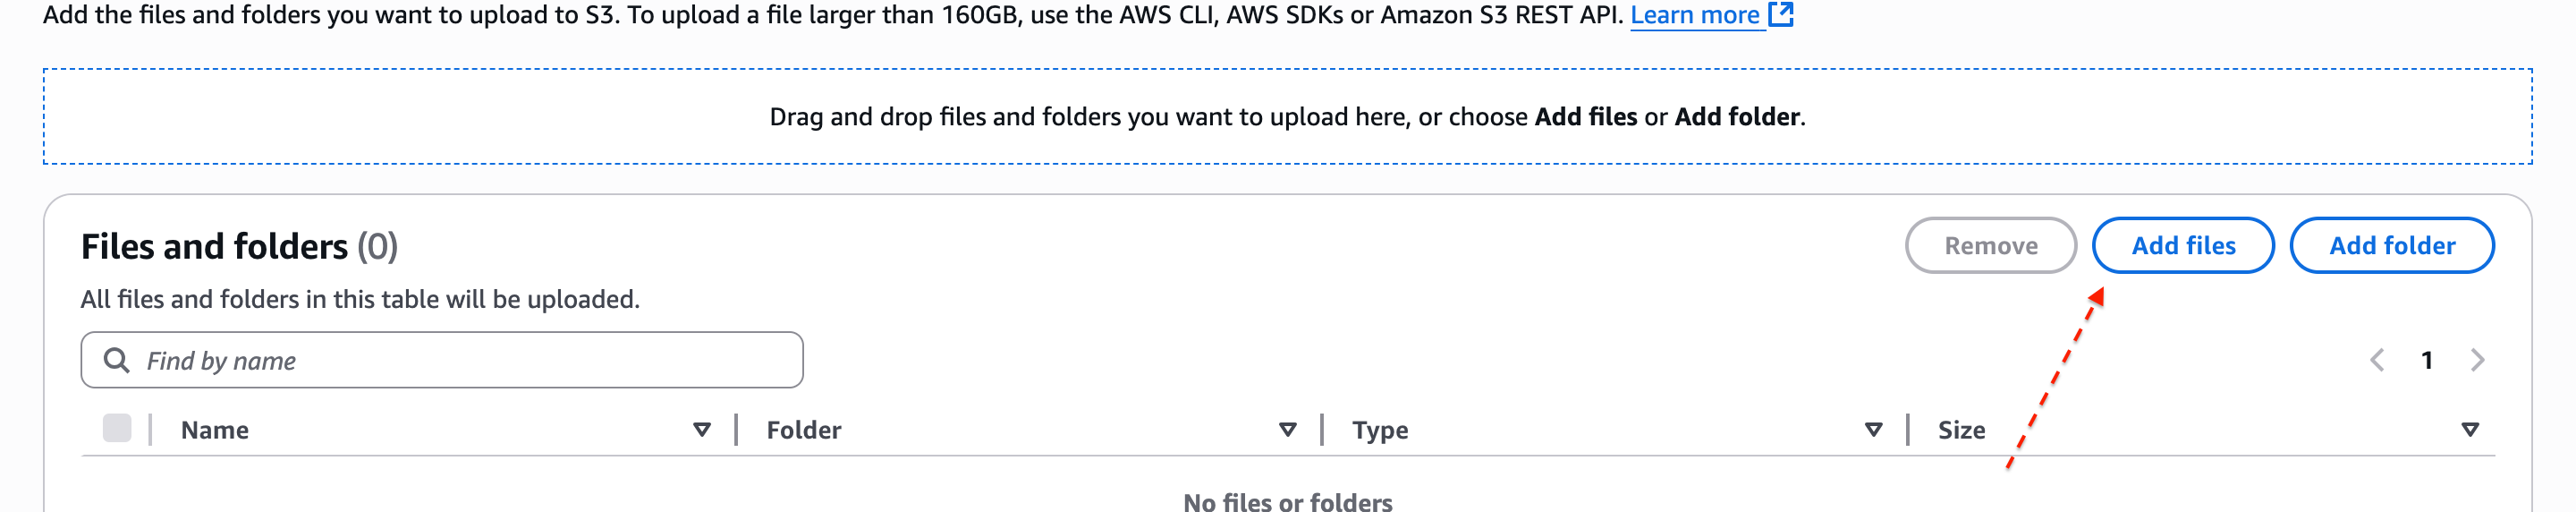 Add the files and folders you want to upload to S3. To upload a file larger than 160GB, use the AWS CLI, AWS SDKs or Amazon S3 REST API. Learn more
Drag and drop files and folders you want to upload here, or choose Add files or Add folder.
Files and folders (0)
Remove
Add files
Add folder
All files and folders in this table will be uploaded.
Find by name
1
Name
Folder
Type
Size
No files or folders